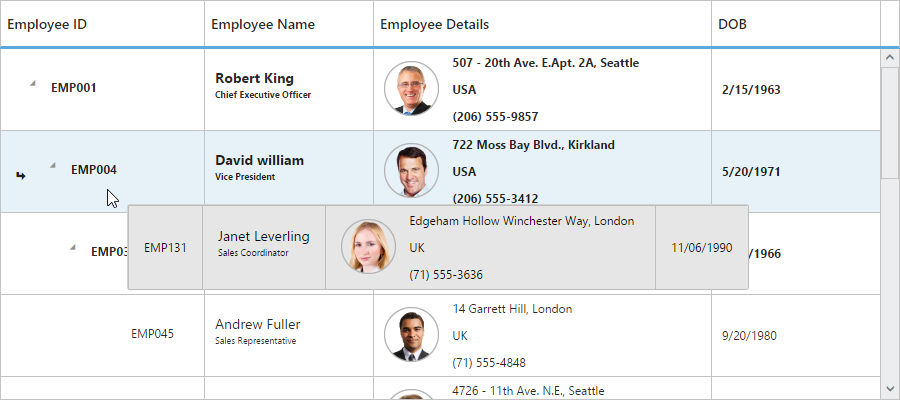 Employee ID
Employee Name
Employee Details
DOB
EMP001
Robert King
Chief Executive Officer
507 - 20th Ave. E.Apt. 2A, Seattle
USA
(206) 555-9857
2/15/1963
EMP004
David william
Vice President
722 Moss Bay Blvd., Kirkland
USA
(206) 555-3412
5/20/1971
EMP131
Janet Leverling
Sales Coordinator
Edgeham Hollow Winchester Way, London
UK
(71) 555-3636
11/06/1990
EMP03
1966
EMP045
Andrew Fuller
Sales Representative
14 Garrett Hill, London
UK
(71) 555-4848
9/20/1980
4726 - 11th Ave. N.E., Seattle